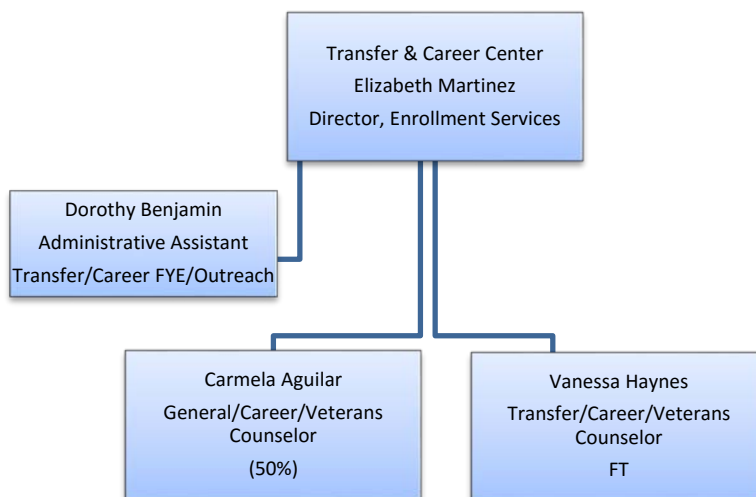 Transfer & Career Center
Elizabeth Martinez
Director, Enrollment Services
Dorothy Benjamin
Administrative Assistant
Transfer/Career FYE/Outreach
Carmela Aguilar
General/Career/Veterans
Counselor
(50%)
Vanessa Haynes
Transfer/Career/Veterans
Counselor
FT